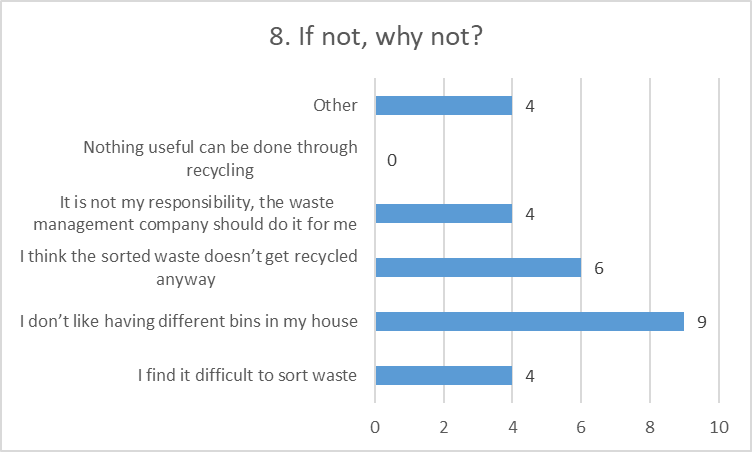 8. If not, why not?
Other
4
Nothing useful can be done through
recycling
0
It is not my responsibility, the waste
management company should do it for me
4
I think the sorted waste doesn’t get recycled
anyway
6
I don’t like having different bins in my house
9
I find it difficult to sort waste
4
0 2 4 6 8 10